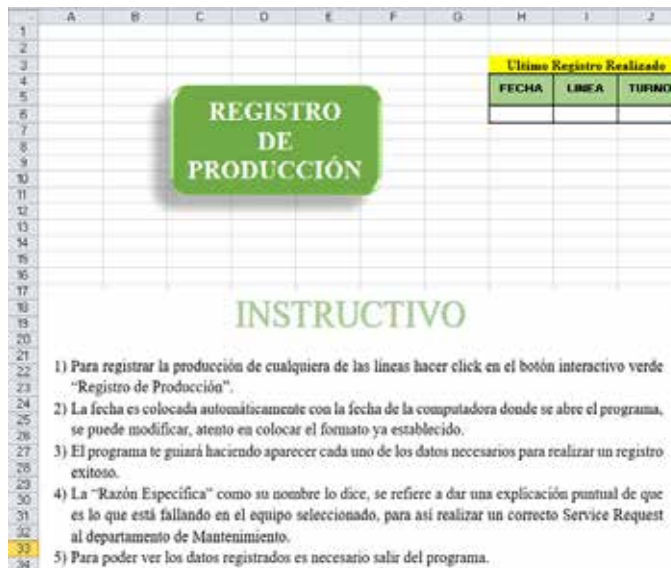 A B C D E F G H I J
1
2
3
Ultimo Registro Realizado
4
5
FECHA LINEA TURNO
6
7
8
9
10
11
12
13
14
15
16
17
18
19
20
21
22
23
24
25
26
27
28
29
30
31
32
33
34
REGISTRO
DE
PRODUCCIÓN
INSTRUCTIVO
1) Para registrar la producción de cualquiera de las líneas hacer click en el botón interactivo verde
“Registro de Producción”.
2) La fecha es colocada automáticamente con la fecha de la computadora donde se abre el programa,
se puede modificar, atento en colocar el formato ya establecido.
3) El programa te guiará haciendo aparecer cada uno de los datos necesarios para realizar un registro
exitoso.
4) La “Razón Específica” como su nombre lo dice, se refiere a dar una explicación puntual de que
es lo que está fallando en el equipo seleccionado, para así realizar un correcto Service Request
al departamento de Mantenimiento.
5) Para poder ver los datos registrados es necesario salir del programa.